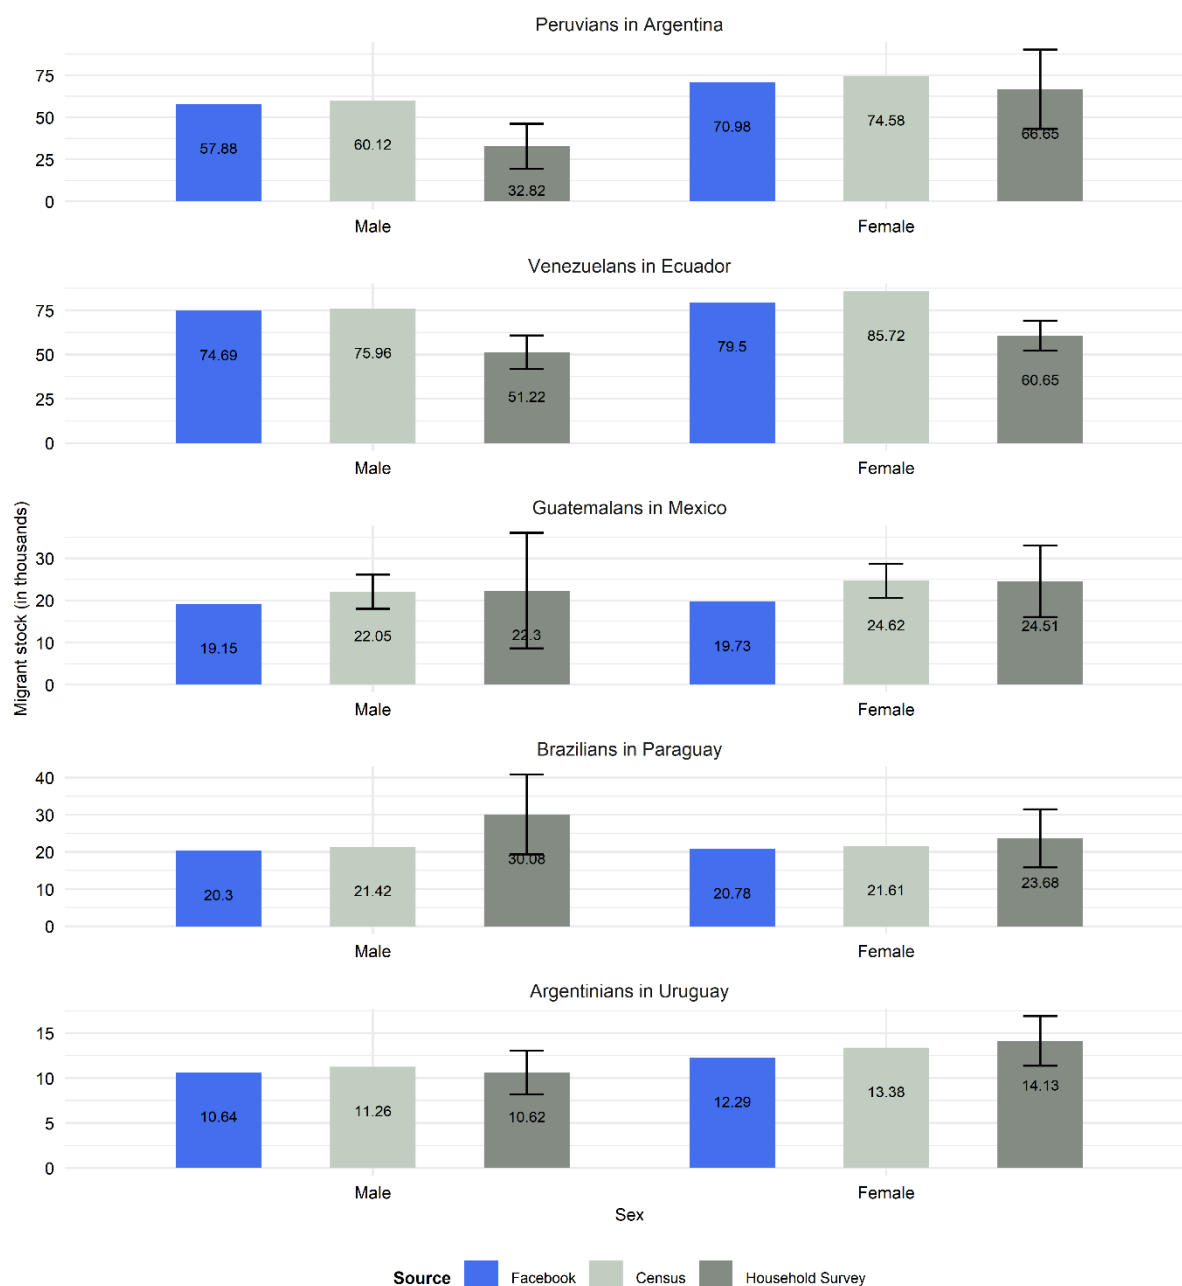 Peruvians in Argentina
75
50
25
0
57.88
60.12
32.82
70.98
74.58
66.65
Male
Female
Venezuelans in Ecuador
75
50
25
0
74.69
75.96
51.22
79.5
85.72
60.65
Male
Female
Migrant stock (in thousands)
Guatemalans in Mexico
30
20
10
0
19.15
22.05
22.3
19.73
24.62
24.51
Male
Female
Brazilians in Paraguay
40
30
20
10
0
20.3
21.42
30.08
20.78
21.61
23.68
Male
Female
Argentinians in Uruguay
15
10
5
0
10.64
11.26
10.62
12.29
13.38
14.13
Male
Female
Sex
Source Facebook Census Household Survey